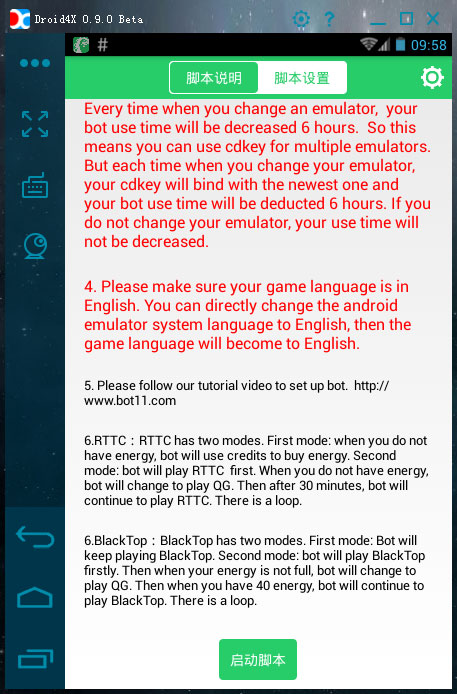 Droid4X 0.9.0 Beta
?
# 09:58
脚本说明 脚本设置
Every time when you change an emulator, your
bot use time will be decreased 6 hours. So this
means you can use cdkey for multiple emulators.
But each time when you change your emulator,
your cdkey will bind with the newest one and
your bot use time will be deducted 6 hours. If you
do not change your emulator, your use time will
not be decreased.
4. Please make sure your game language is in
English. You can directly change the android
emulator system language to English, then the
game language will become to English.
5. Please follow our tutorial video to set up bot. http://
www.bot11.com
6.RTTC：RTTC has two modes. First mode: when you do not
have energy, bot will use credits to buy energy. Second
mode: bot will play RTTC first. When you do not have energy,
bot will change to play QG. Then after 30 minutes, bot will
continue to play RTTC. There is a loop.
6.BlackTop：BlackTop has two modes. First mode: Bot will
keep playing BlackTop. Second mode: bot will play BlackTop
firstly. Then when your energy is not full, bot will change to
play QG. Then when you have 40 energy, bot will continue to
play BlackTop. There is a loop.
启动脚本